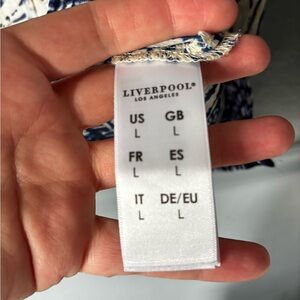 LIVERPOOL®
LOS ANGELES
US GB
L L
FR ES
L L
IT DE/EU
L L